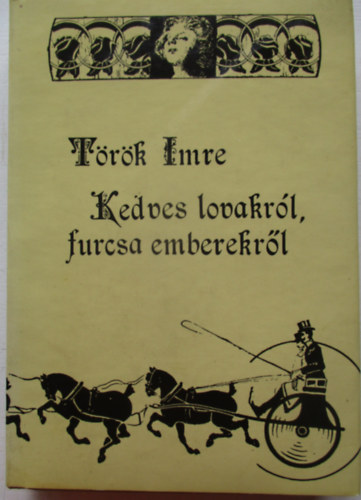 Török Imre
Kedves lovakról,
furcsa emberekről